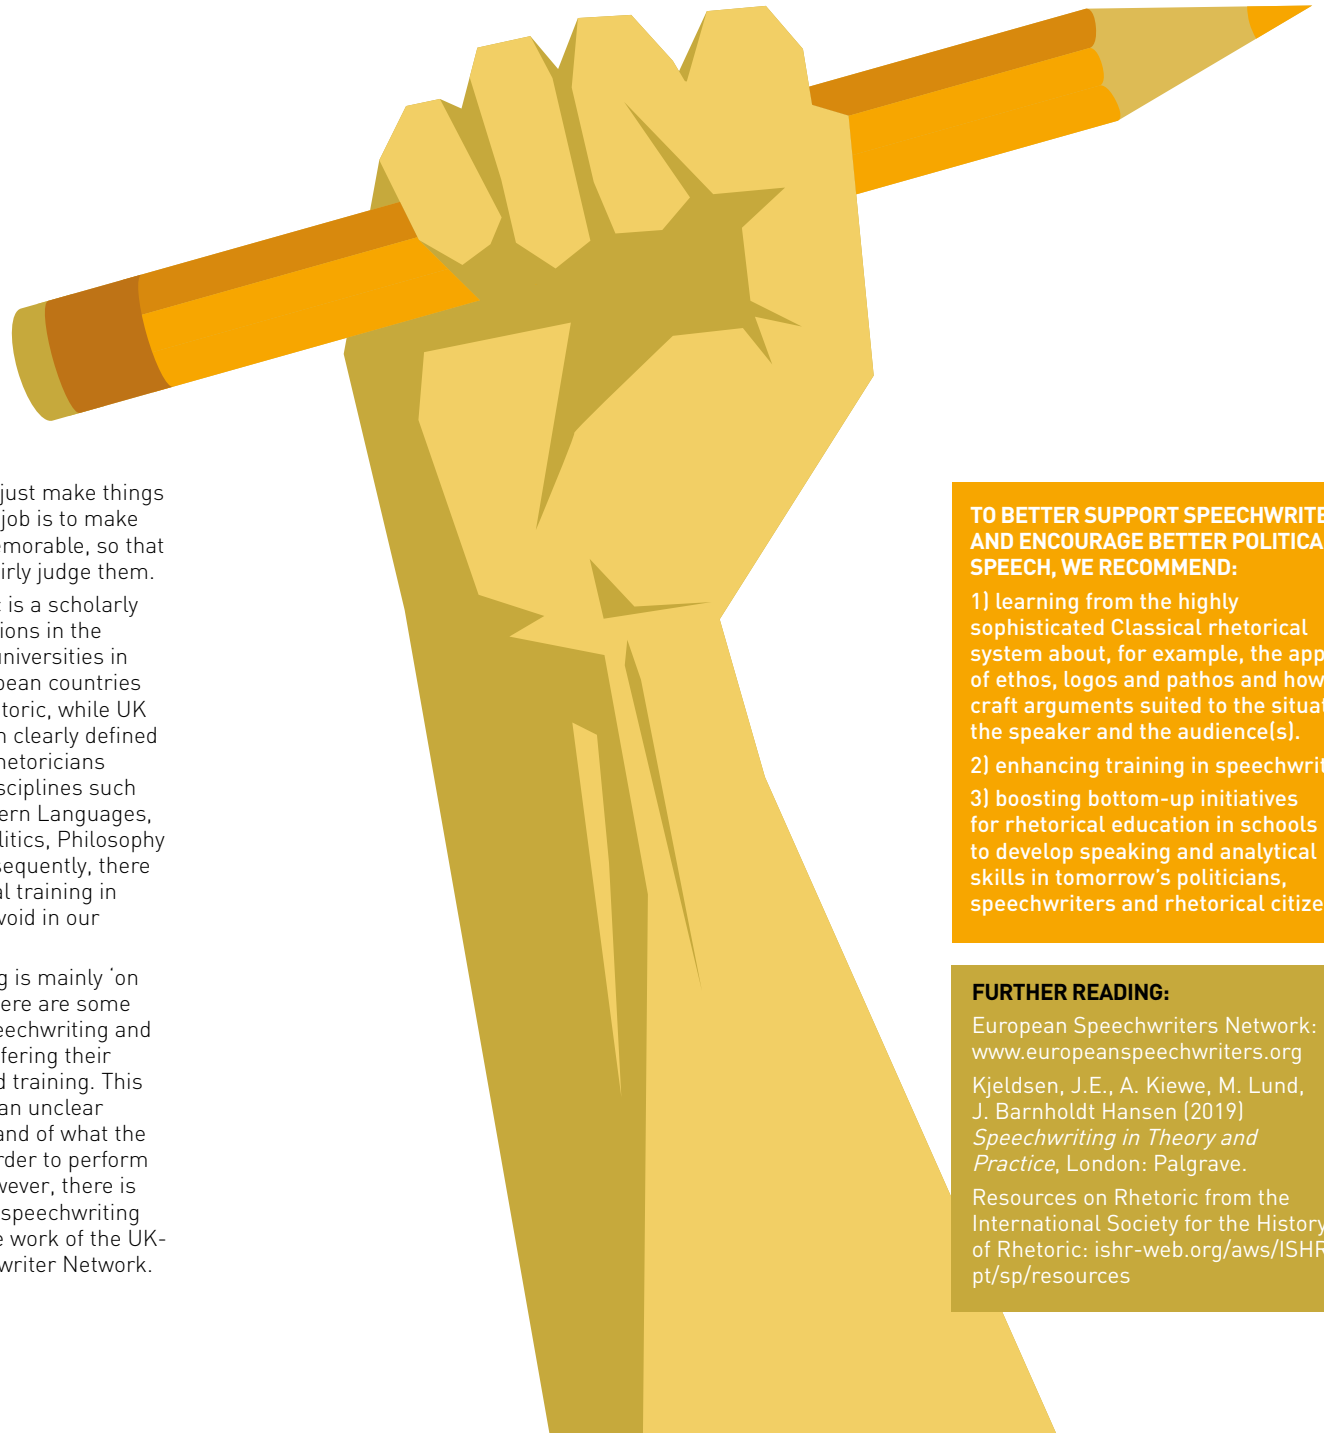 just make things
job is to make
emorable, so that
irly judge them.
is a scholarly
ions in the
universities in
pean countries
toric, while UK
n clearly defined
hetoricians
sciplines such
ern Languages,
litics, Philosophy
sequently, there
al training in
void in our
g is mainly ‘on
ere are some
eechwriting and
fering their
d training. This
an unclear
and of what the
rder to perform
wever, there is
speechwriting
e work of the UK-
writer Network.
TO BETTER SUPPORT SPEECHWRITE
AND ENCOURAGE BETTER POLITICA
SPEECH, WE RECOMMEND:
1) learning from the highly
sophisticated Classical rhetorical
system about, for example, the app
of ethos, logos and pathos and how
craft arguments suited to the situat
the speaker and the audience(s).
2) enhancing training in speechwrit
3) boosting bottom-up initiatives
for rhetorical education in schools
to develop speaking and analytical
skills in tomorrow’s politicians,
speechwriters and rhetorical citize
FURTHER READING:
European Speechwriters Network:
www.europeanspeechwriters.org
Kjeldsen, J.E., A. Kiewe, M. Lund,
J. Barnholdt Hansen (2019)
Speechwriting in Theory and
Practice, London: Palgrave.
Resources on Rhetoric from the
International Society for the History
of Rhetoric: ishr-web.org/aws/ISHR
pt/sp/resources